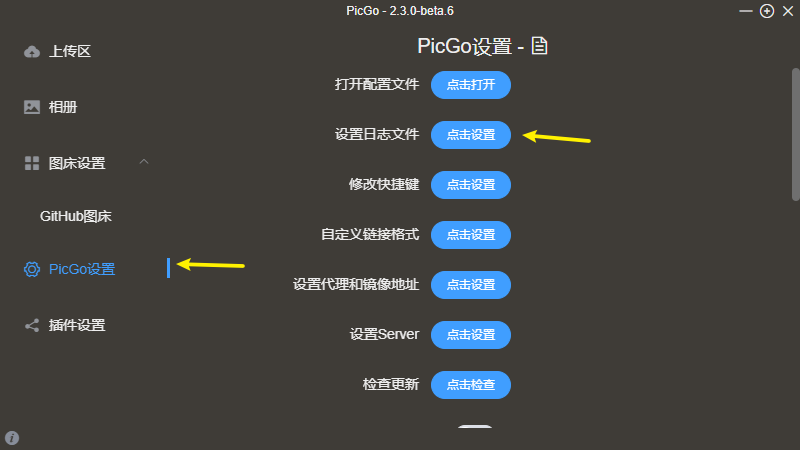 PicGo - 2.3.0-beta.6
上传区
相册
图床设置
GitHub图床
PicGo设置
插件设置
PicGo设置 -
打开配置文件 点击打开
设置日志文件 点击设置
修改快捷键 点击设置
自定义链接格式 点击设置
设置代理和镜像地址 点击设置
设置Server 点击设置
检查更新 点击检查